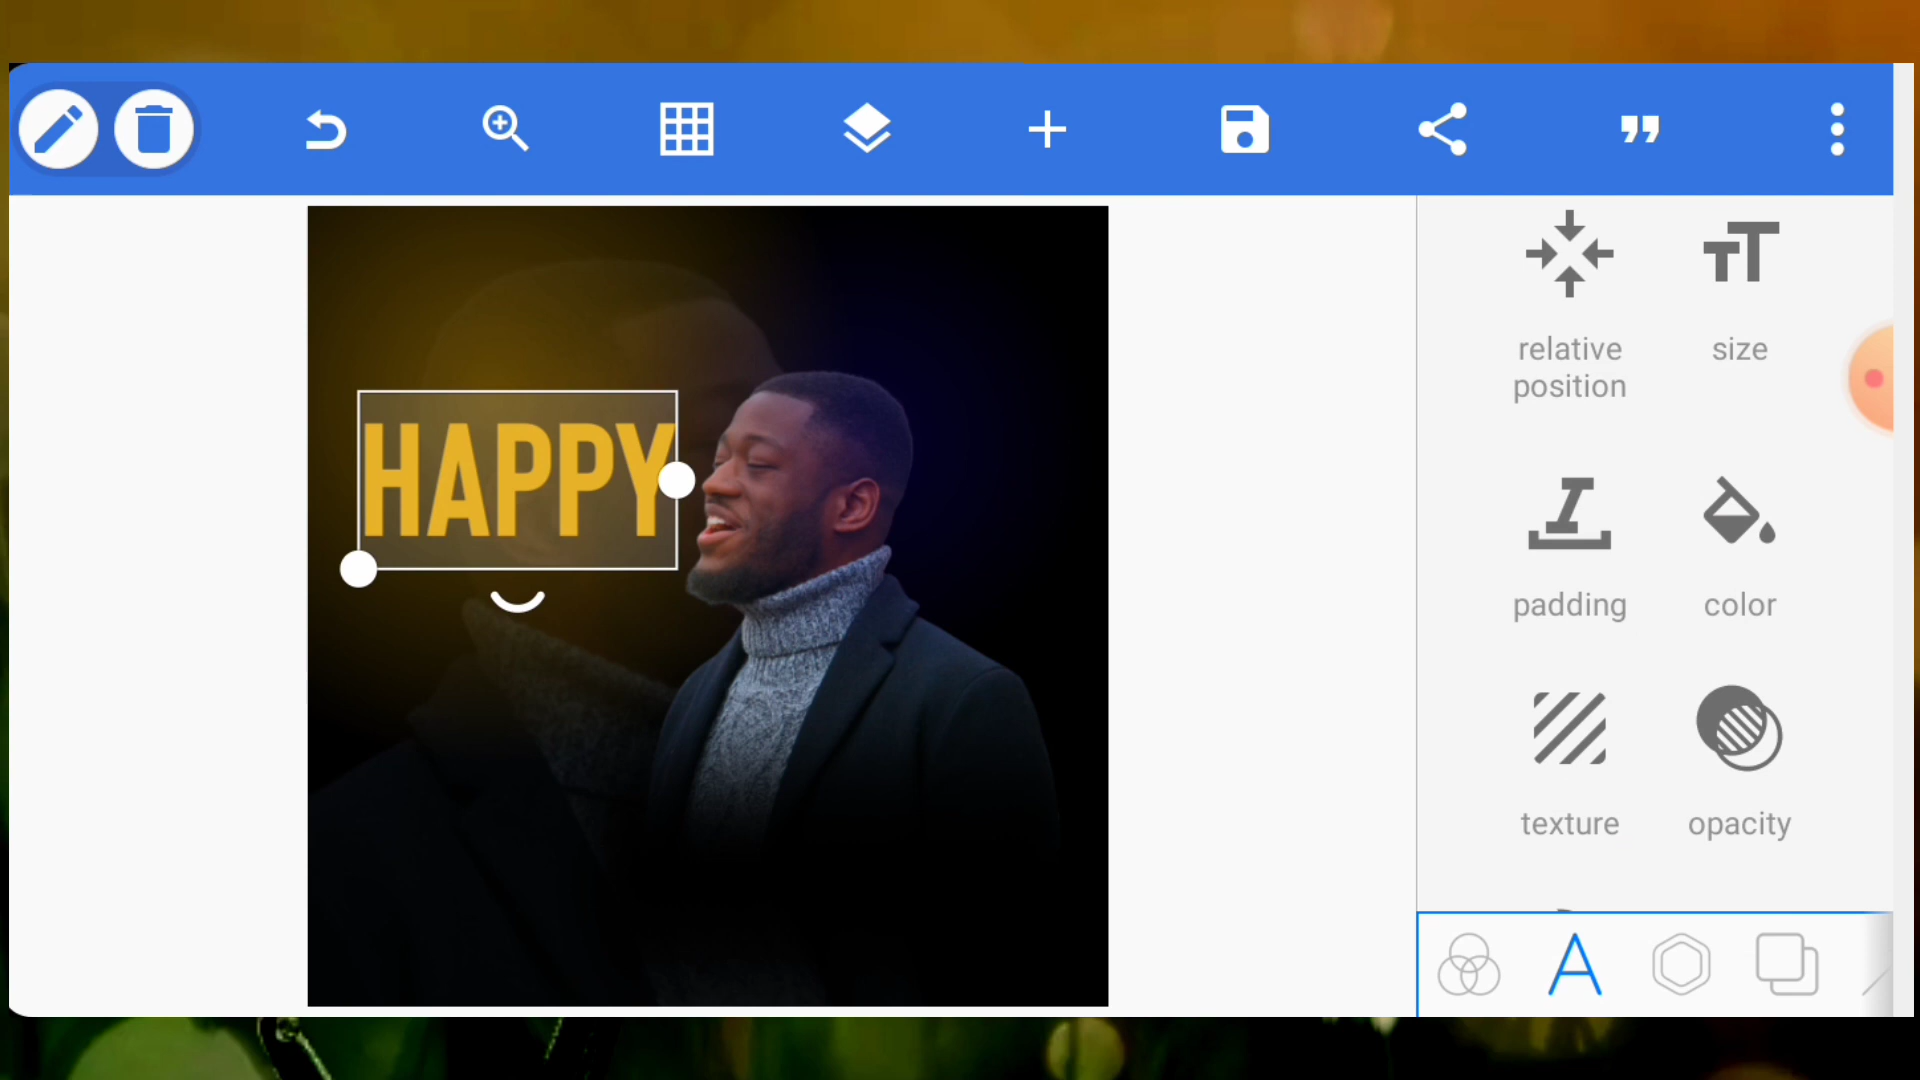 HAPPY
relative
position
size
padding
color
texture
opacity